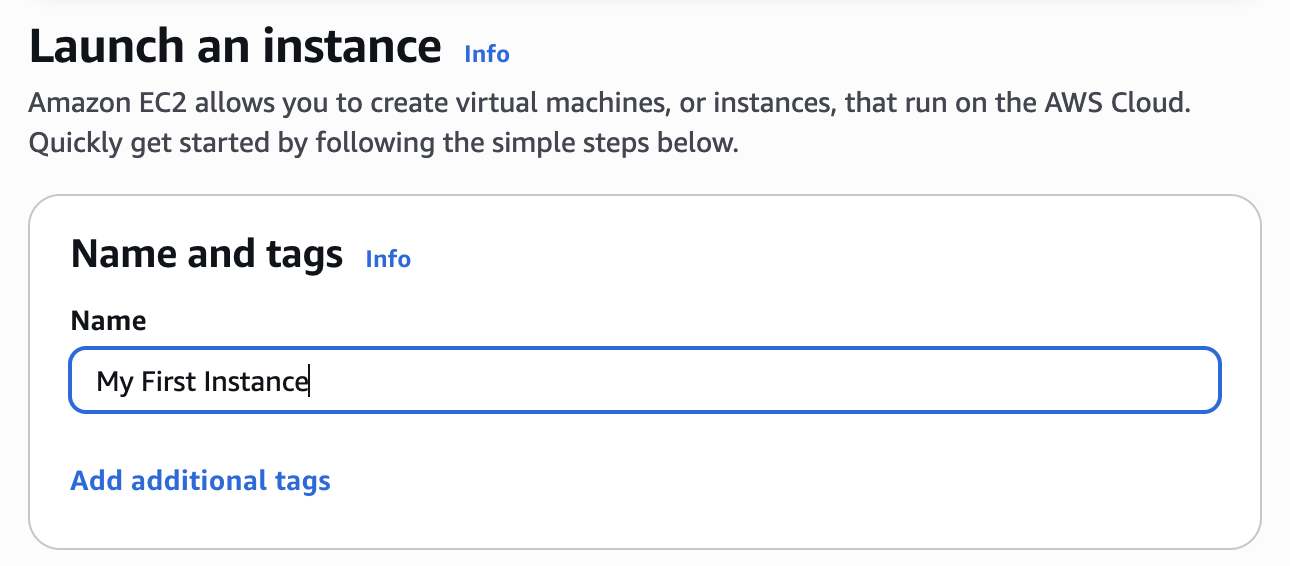 Launch an instance Info
Amazon EC2 allows you to create virtual machines, or instances, that run on the AWS Cloud.
Quickly get started by following the simple steps below.
Name and tags Info
Name
My First Instance
Add additional tags